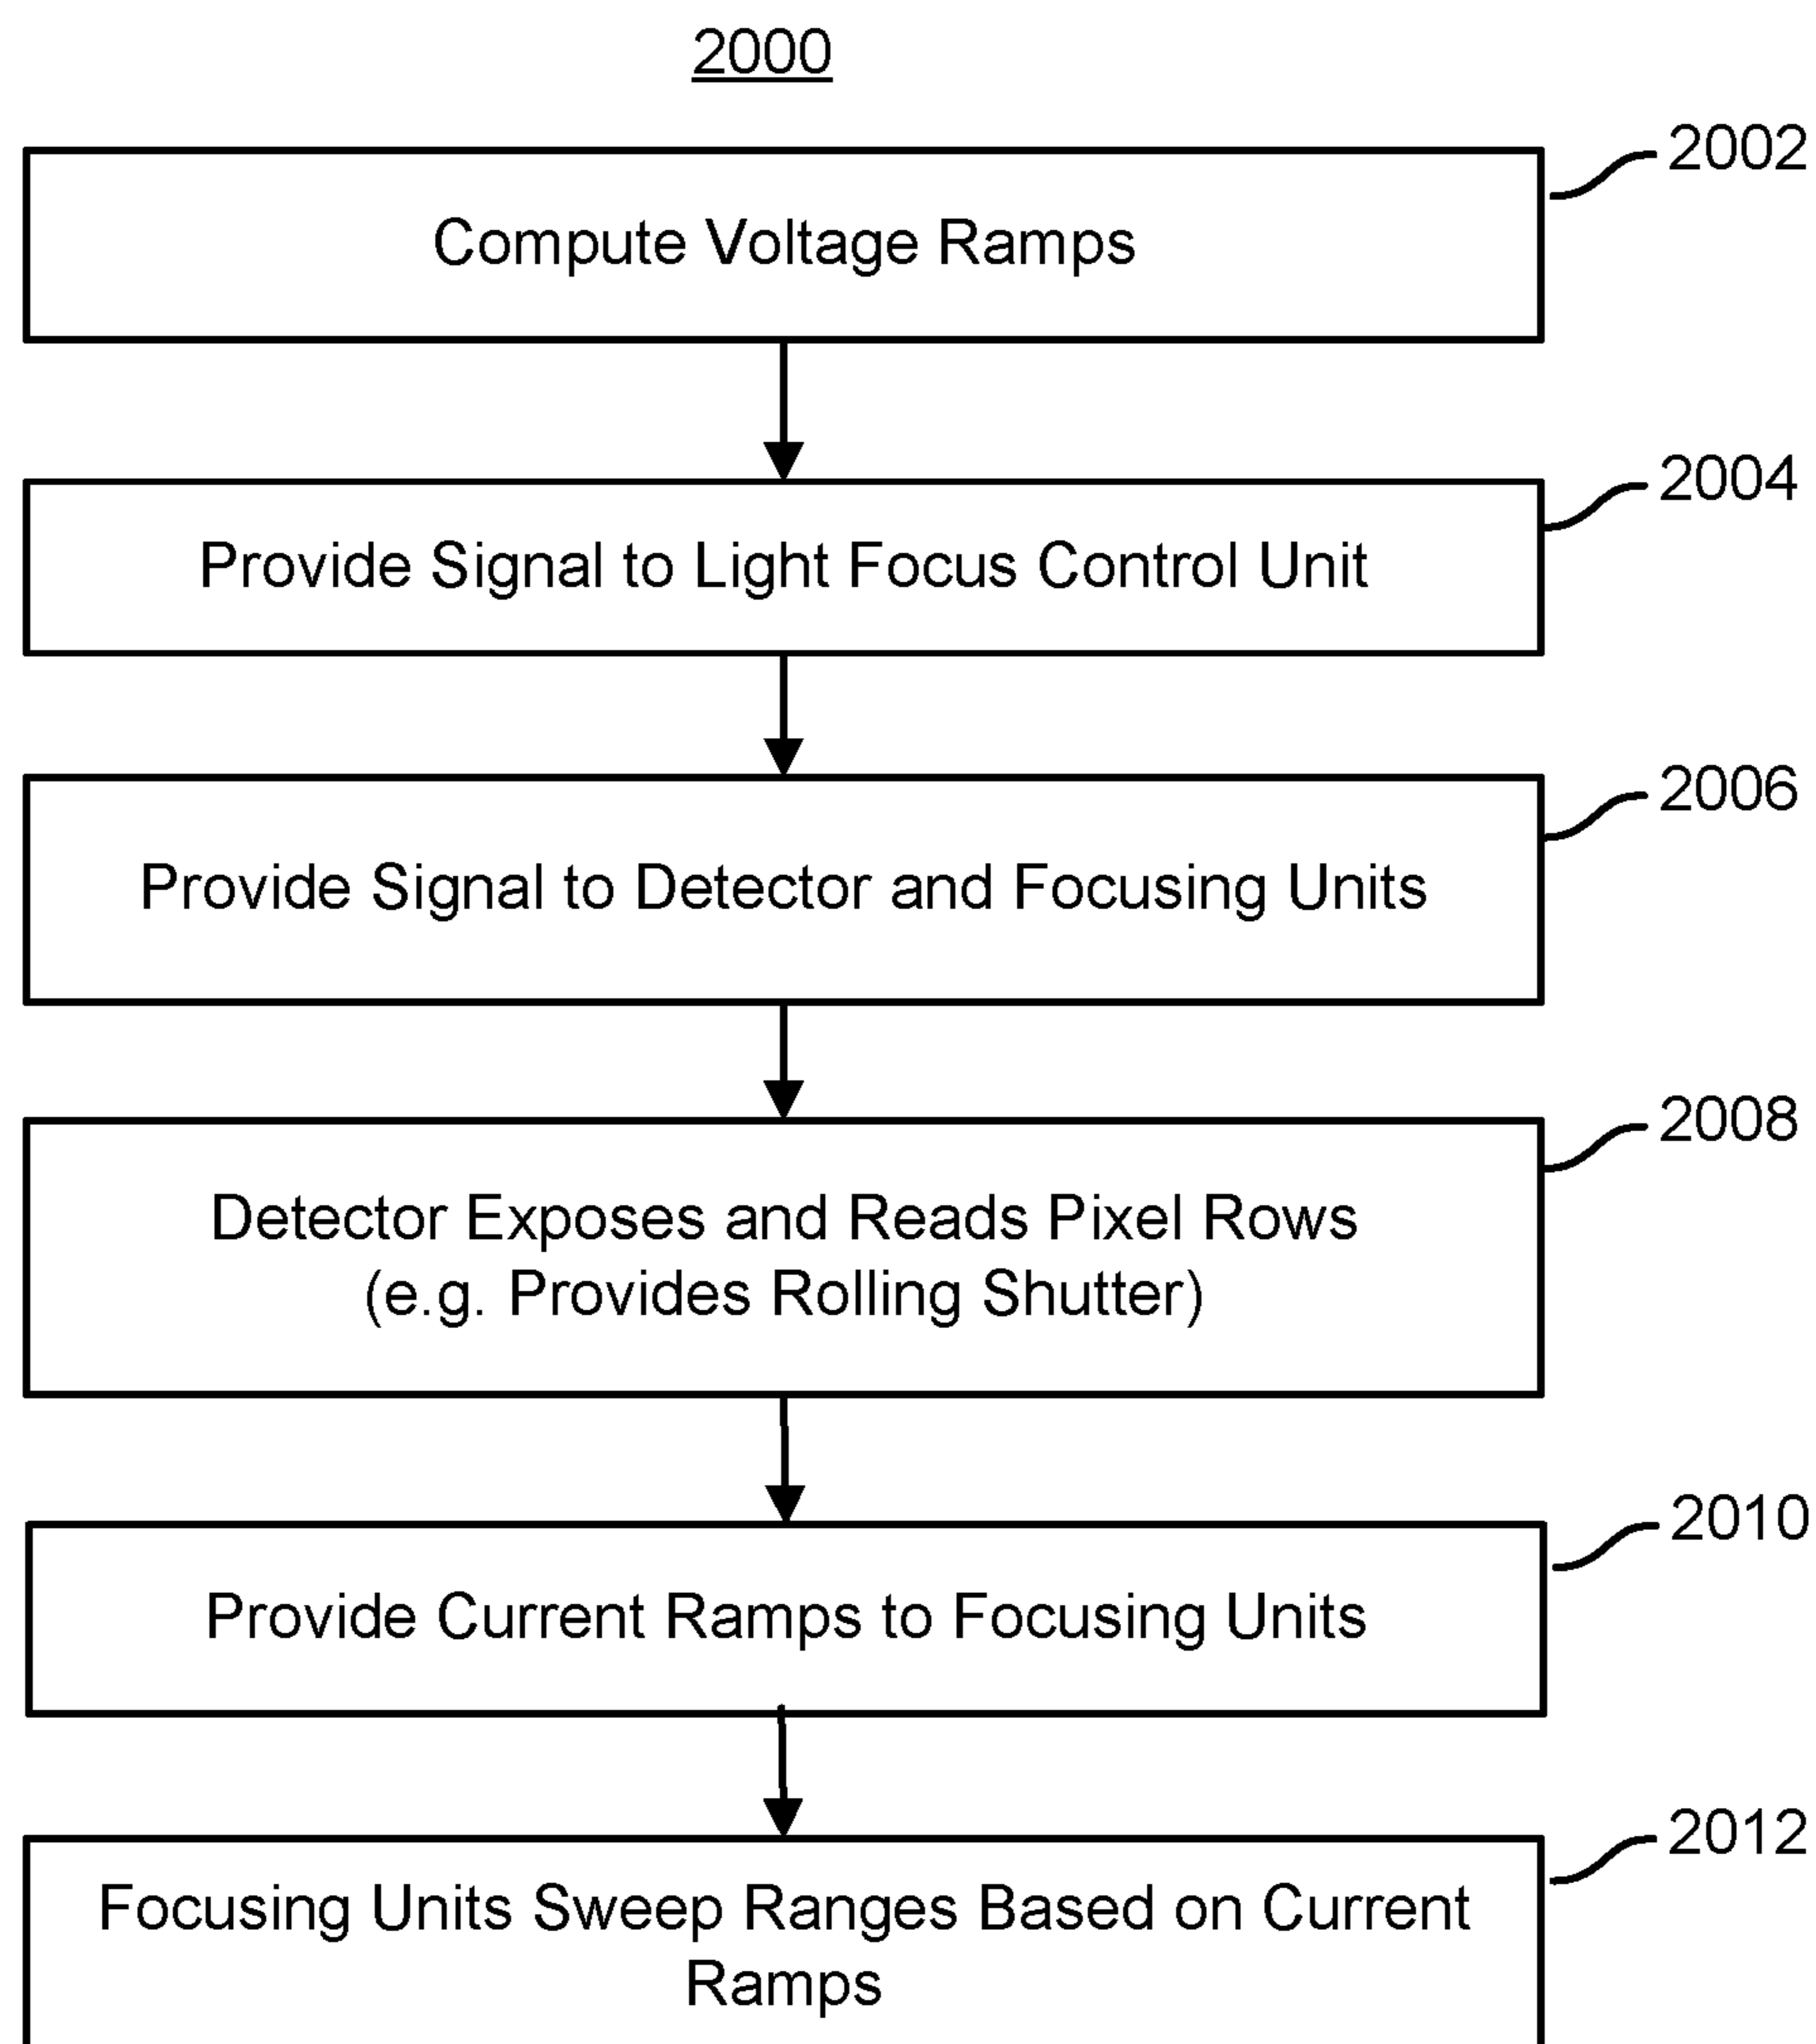 2000
2002
Compute Voltage Ramps
2004
Provide Signal to Light Focus Control Unit
2006
Provide Signal to Detector and Focusing Units
2008
Detector Exposes and Reads Pixel Rows
(e.g. Provides Rolling Shutter)
2010
Provide Current Ramps to Focusing Units
2012
Focusing Units Sweep Ranges Based on Current
Ramps